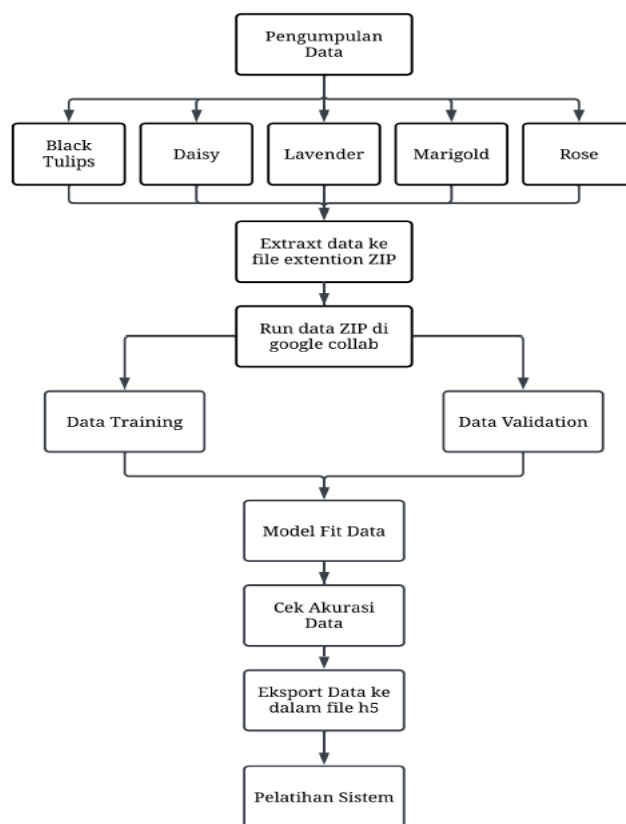 Pengumpulan
Data
Black
Tulips
Daisy
Lavender
Marigold
Rose
Extraxt data ke
file extention ZIP
Run data ZIP di
google collab
Data Training
Data Validation
Model Fit Data
Cek Akurasi
Data
Eksport Data ke
dalam file h5
Pelatihan Sistem